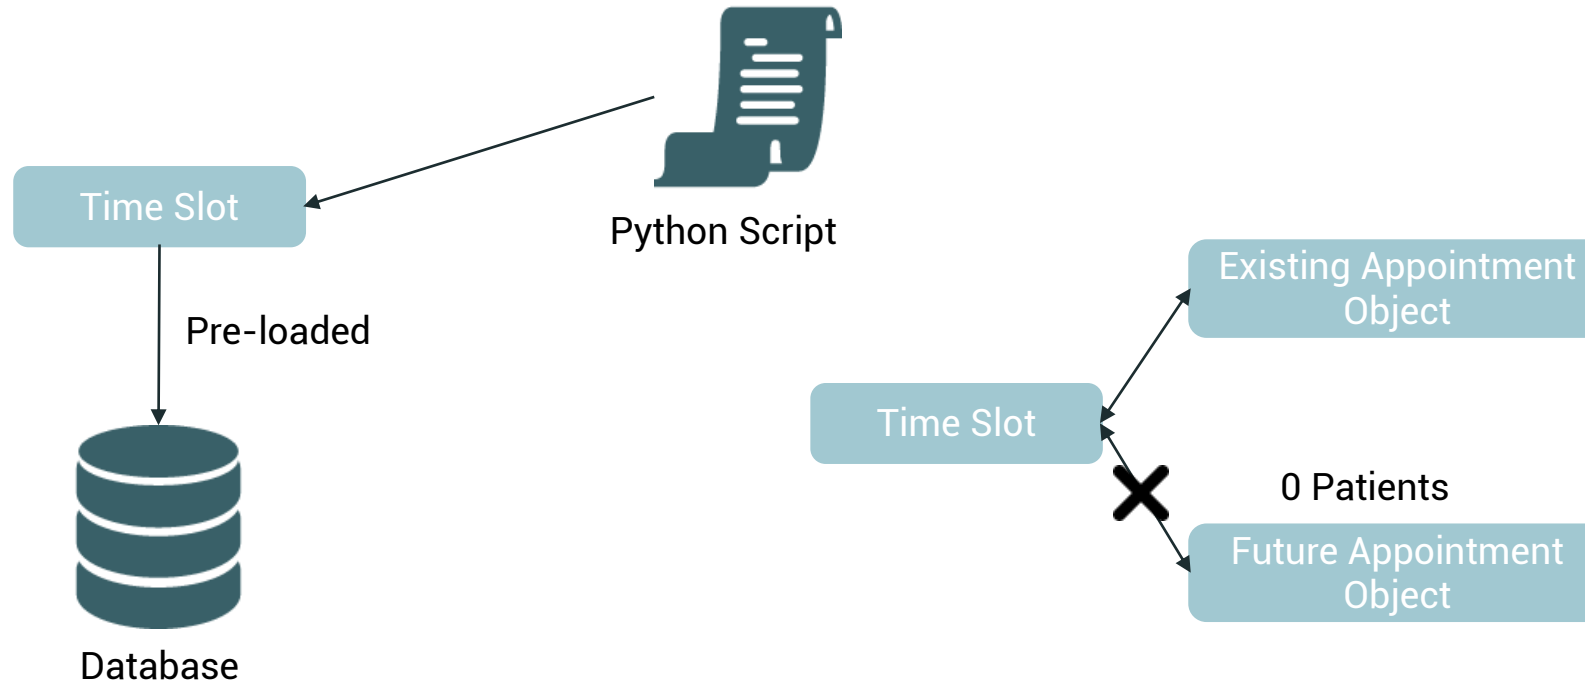 Time Slot
Python Script
Pre-loaded
Database
Existing Appointment
Object
Time Slot
0 Patients
Future Appointment
Object